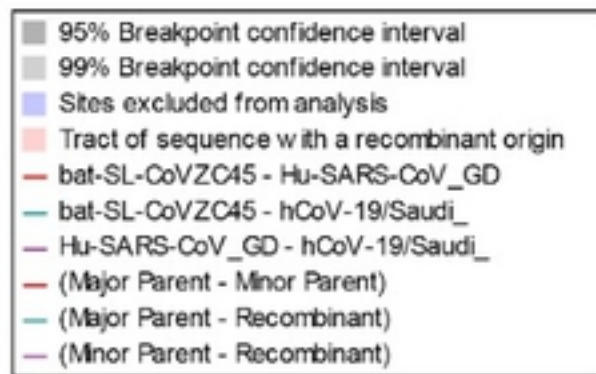 95% Breakpoint confidence interval
99% Breakpoint confidence interval
Sites excluded from analysis
Tract of sequence with a recombinant origin
bat-SL-CoVZC45 - Hu-SARS-CoV_GD
bat-SL-CoVZC45 - hCoV-19/Saudi_
Hu-SARS-CoV_GD - hCoV-19/Saudi_
(Major Parent - Minor Parent)
(Major Parent - Recombinant)
(Minor Parent - Recombinant)